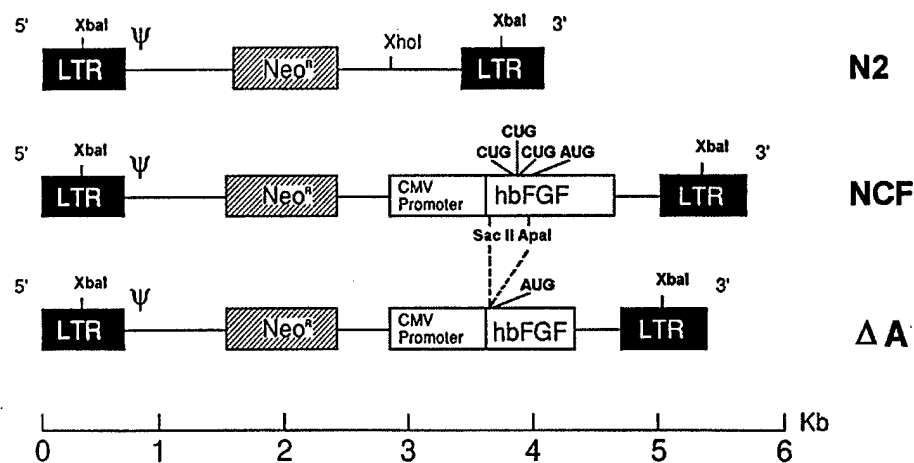 5' XbaI Ψ XhoI XbaI 3'
LTR Neo^R LTR N2
CUG
CUG CUG AUG
5' XbaI Ψ XbaI 3'
LTR Neo^R CMV Promoter hbFGF LTR NCF
Sac II ApaI
5' XbaI Ψ AUG XbaI 3'
LTR Neo^R CMV Promoter hbFGF LTR Δ A
0 1 2 3 4 5 6 Kb